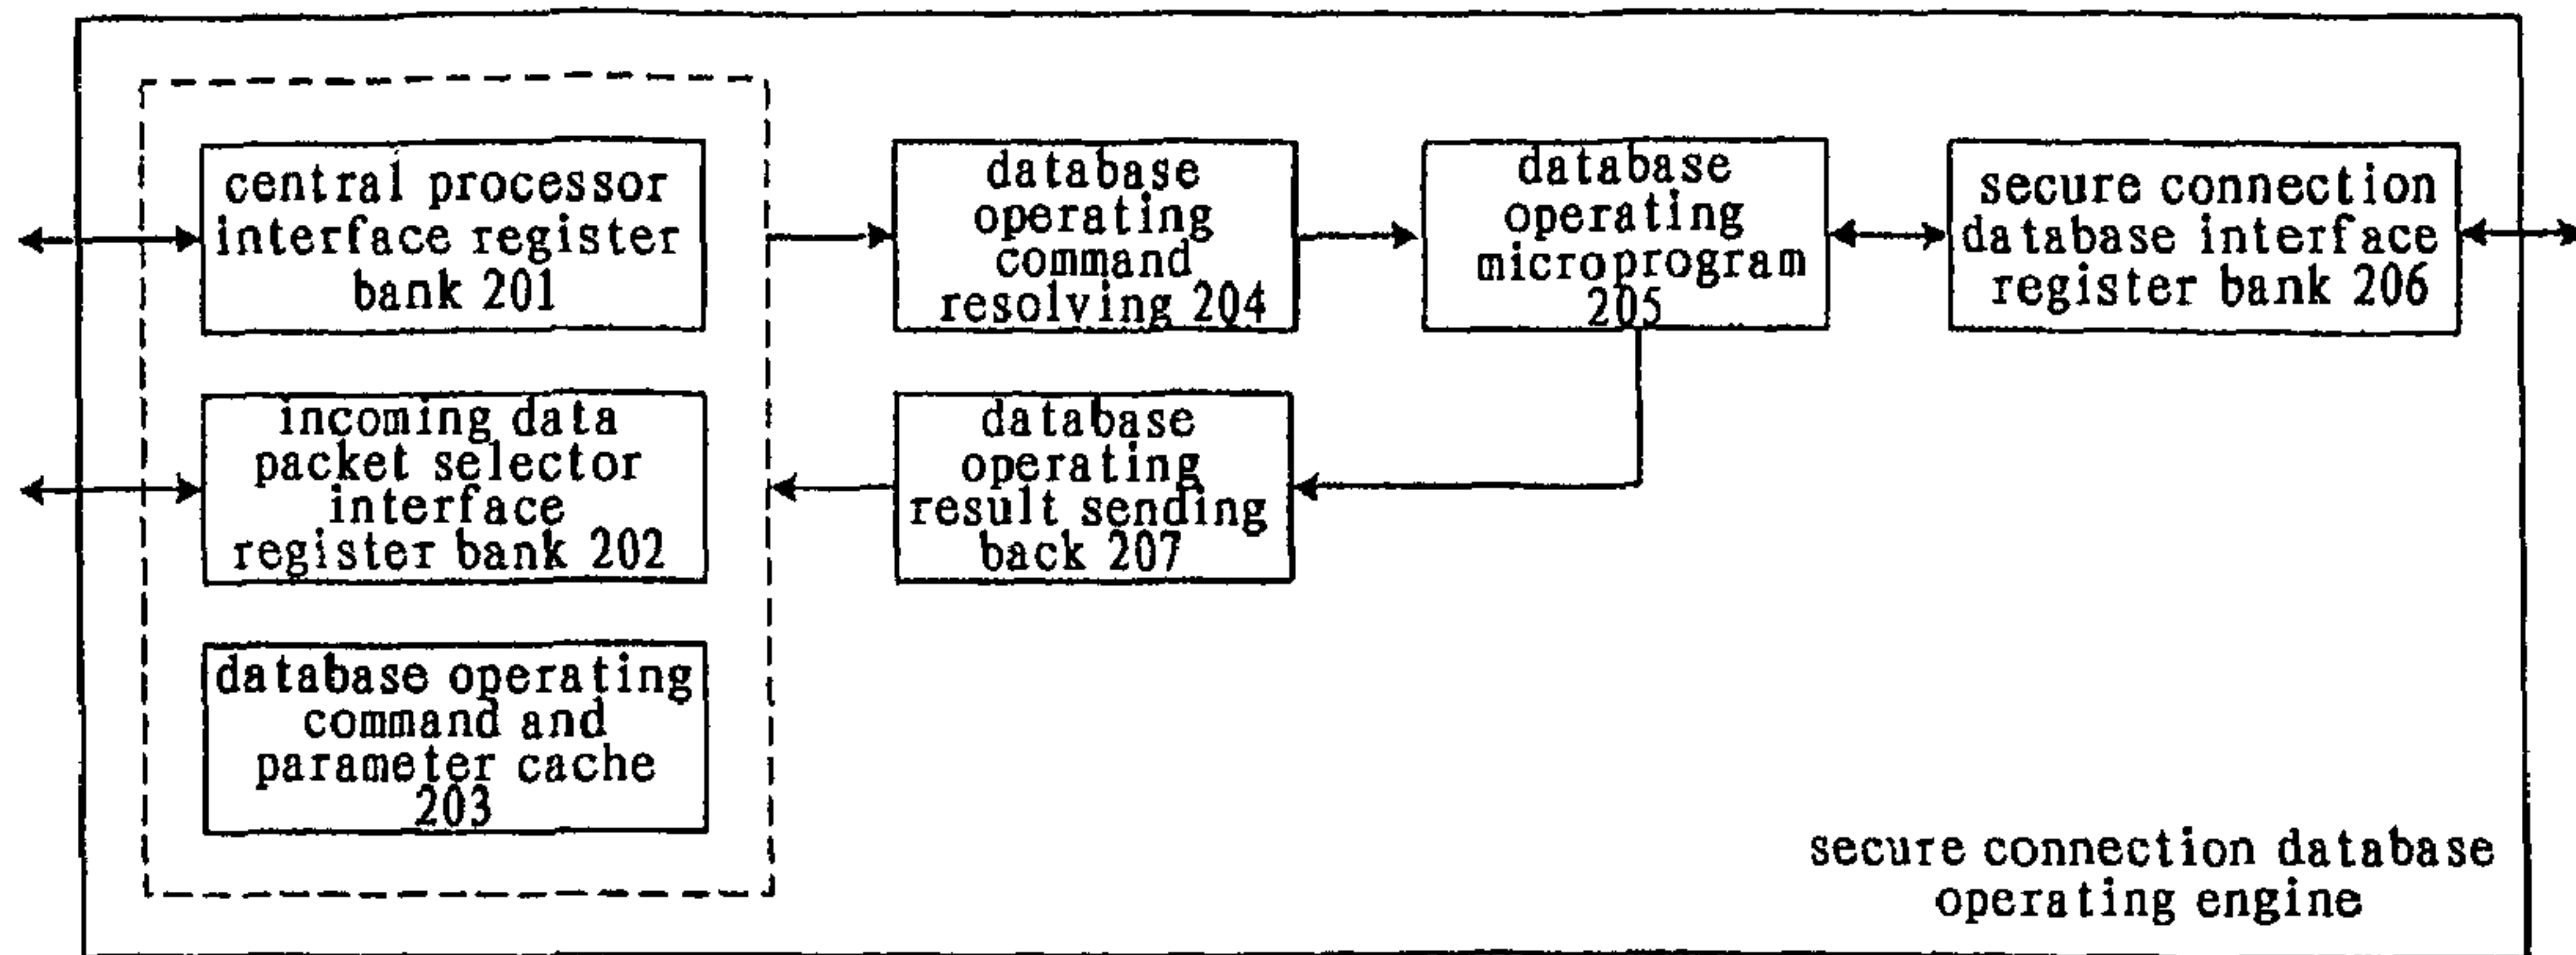 central processor
interface register
bank 201
database
operating
command
resolving 204
database
operating
microprogram
205
secure connection
database interface
register bank 206
incoming data
packet selector
interface
register bank 202
database
operating
result sending
back 207
database operating
command and
parameter cache
203
secure connection database
operating engine